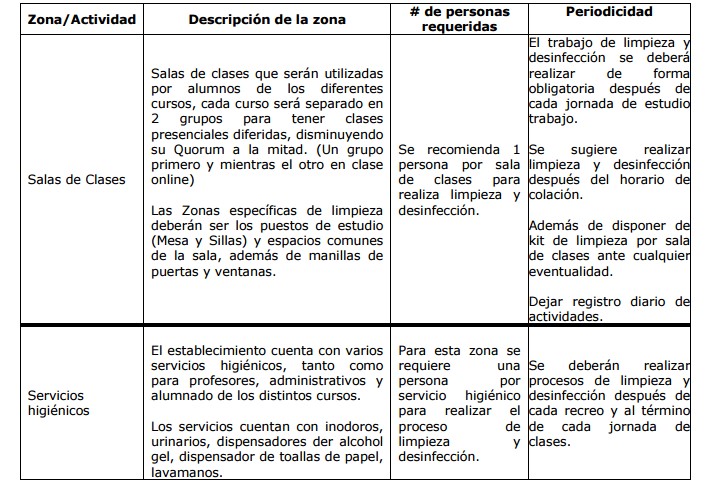 Zona/Actividad
Descripción de la zona
# de personas
requeridas
Periodicidad
Salas de Clases
Salas de clases que serán utilizadas
por alumnos de los diferentes
cursos, cada curso será separado en
2 grupos para tener clases
presenciales diferidas, disminuyendo
su Quorum a la mitad. (Un grupo
primero y mientras el otro en clase
online)
Las Zonas específicas de limpieza
deberán ser los puestos de estudio
(Mesa y Sillas) y espacios comunes
de la sala, además de manillas de
puertas y ventanas.
Se recomienda 1
persona por sala
de clases para
realiza limpieza y
desinfección.
El trabajo de limpieza y
desinfección se deberá
realizar de forma
obligatoria después de
cada jornada de estudio
trabajo.
Se sugiere realizar
limpieza y desinfección
después del horario de
colación.
Además de disponer de
kit de limpieza por sala
de clases ante cualquier
eventualidad.
Dejar registro diario de
actividades.
Servicios
higiénicos
El establecimiento cuenta con varios
servicios higiénicos, tanto como
para profesores, administrativos y
alumnado de los distintos cursos.
Los servicios cuentan con inodoros,
urinarios, dispensadores der alcohol
gel, dispensador de toallas de papel,
lavamanos.
Para esta zona se
requiere una
persona por
servicio higiénico
para realizar el
proceso de
limpieza y
desinfección.
Se deberán realizar
procesos de limpieza y
desinfección después de
cada recreo y al término
de cada jornada de
clases.